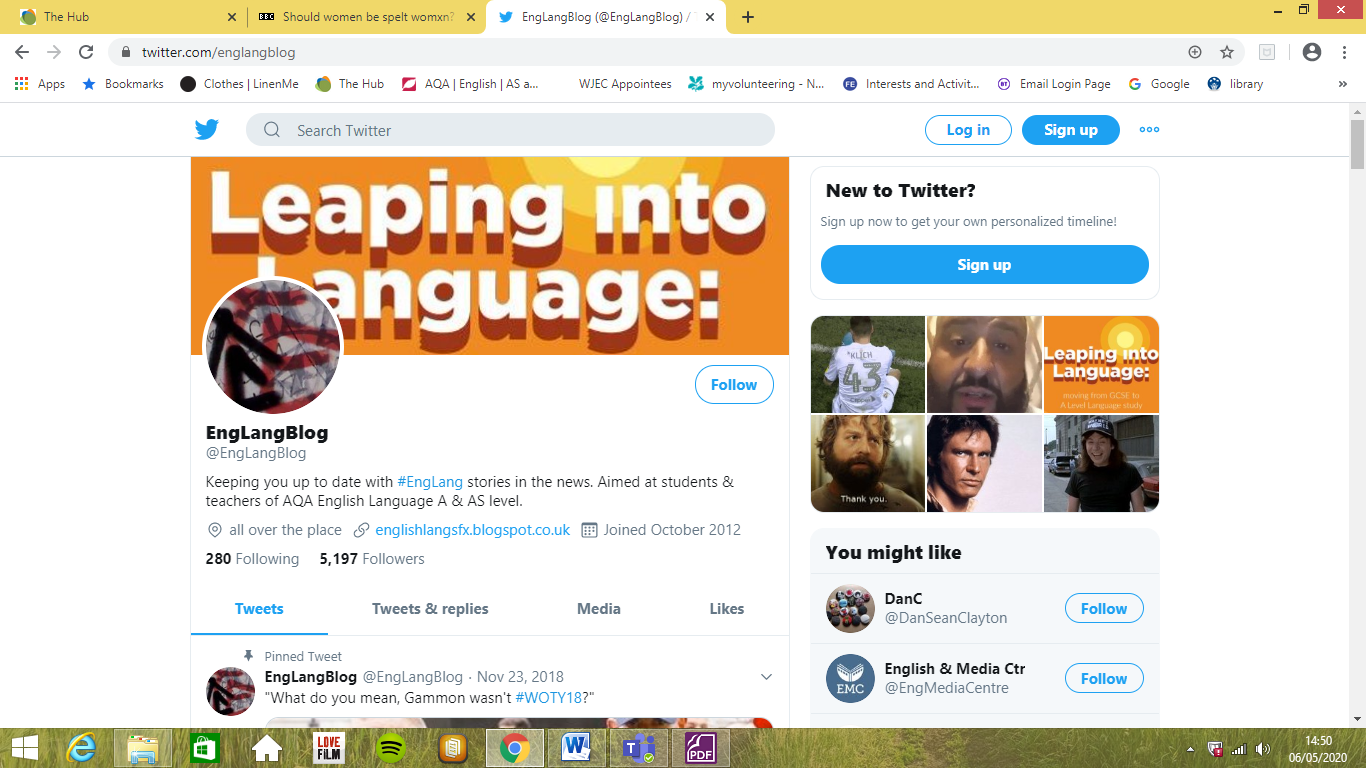 The Hub
BBC Should women be spelt womxn?
EngLangBlog (@EngLangBlog) /
twitter.com/englangblog
Apps
Bookmarks
Clothes | LinenMe
The Hub
AQA | English | AS a...
WJEC Appointees
myvolunteering - N...
FE Interests and Activit...
BT Email Login Page
Google
library
Search Twitter
Log in
Sign up
Leaping into
Language:
Follow
EngLangBlog
@EngLangBlog
Keeping you up to date with #EngLang stories in the news. Aimed at students &
teachers of AQA English Language A & AS level.
all over the place englishlangsfx.blogspot.co.uk Joined October 2012
280 Following 5,197 Followers
Tweets Tweets & replies Media Likes
Pinned Tweet
EngLangBlog @EngLangBlog · Nov 23, 2018
"What do you mean, Gammon wasn't #WOTY18?"
New to Twitter?
Sign up now to get your own personalized timeline!
Sign up
KLICH
43
Leaping into
Language:
moving from GCSE to
A Level Language study
Thank you.
You might like
DanC
@DanSeanClayton
Follow
EMC
English & Media Ctr
@EngMediaCentre
Follow
LOVE
FiLM
PDF
14:50
06/05/2020